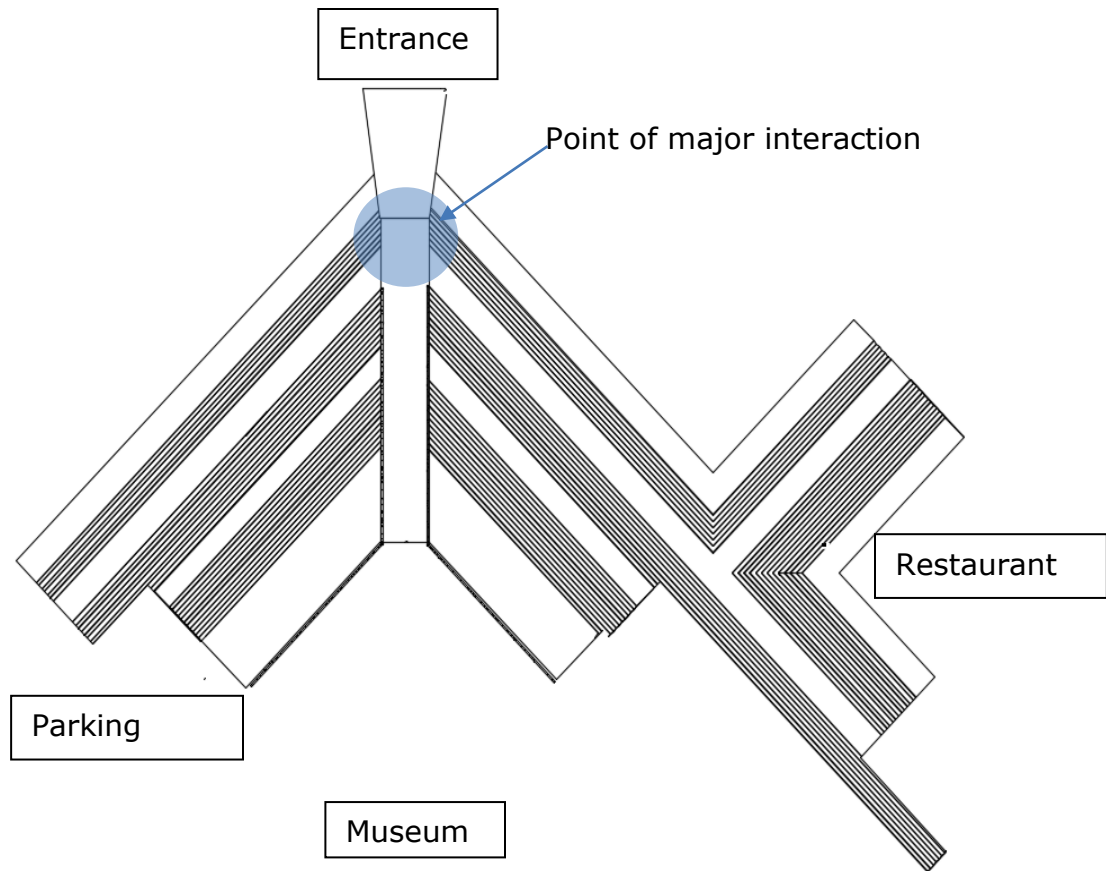 Entrance
Point of major interaction
Restaurant
Parking
Museum